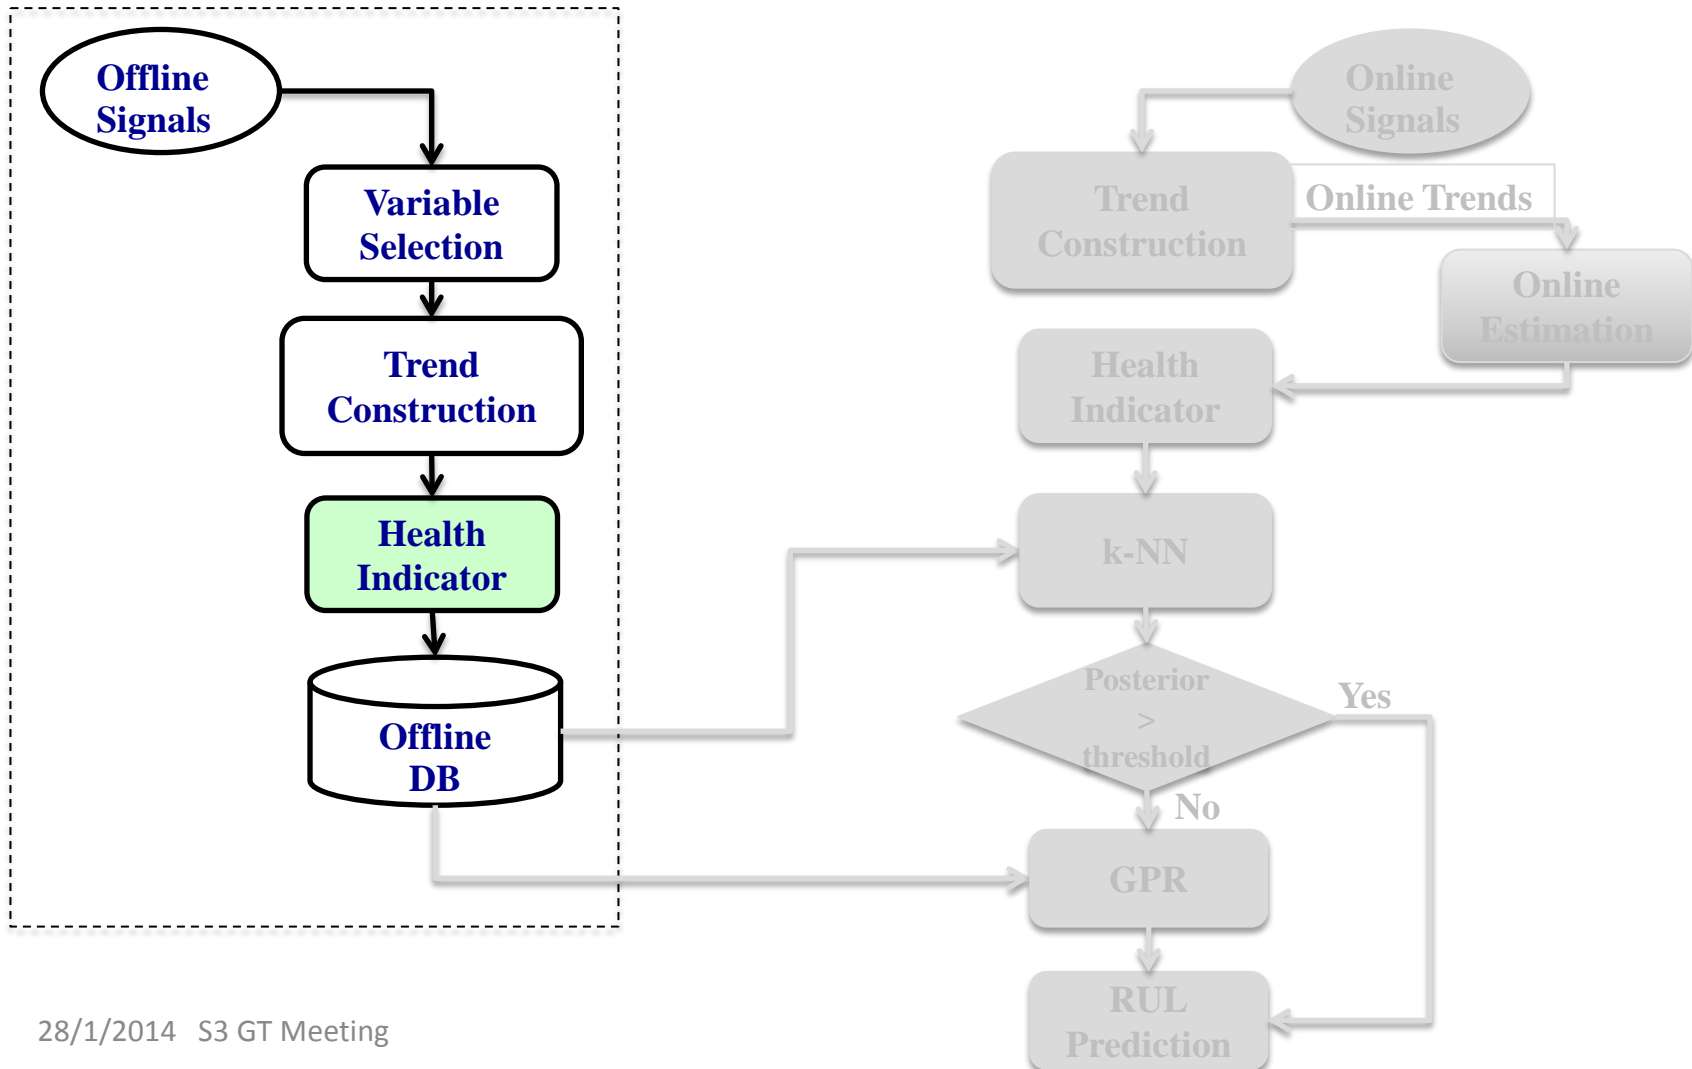 Offline
Signals
Variable
Selection
Trend
Construction
Health
Indicator
Offline
DB
Online
Signals
Trend
Construction
Online Trends
Online
Estimation
Health
Indicator
k-NN
Posterior
>
threshold
Yes
No
GPR
RUL
Prediction
28/1/2014 S3 GT Meeting